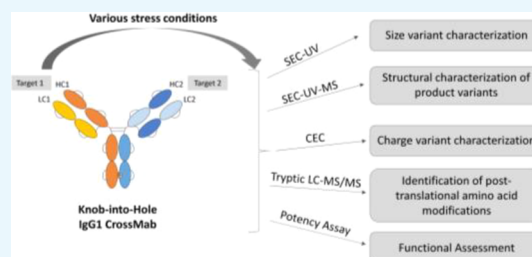 Various stress conditions
Target 1
HC1
LC1
HC2
Target 2
LC2
Knob-into-Hole
IgG1 CrossMab
SEC-UV
Size variant characterization
SEC-UV-MS
Structural characterization of
product variants
CEC
Charge variant characterization
Tryptic LC-MS/MS
Identification of post-
translational amino acid
modifications
Potency Assay
Functional Assessment